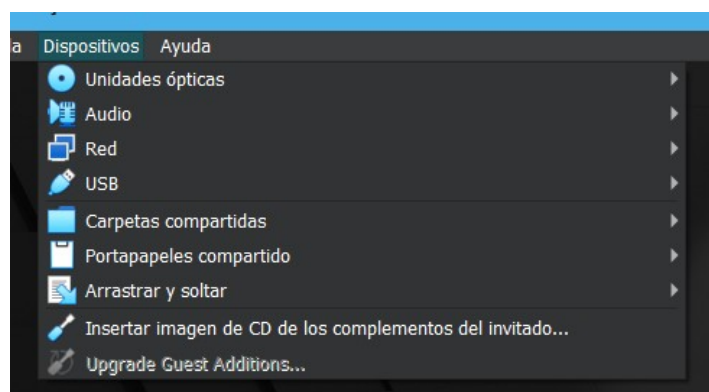 Dispositivos Ayuda
Unidades ópticas
Audio
Red
USB
Carpetas compartidas
Portapapeles compartido
Arrastrar y soltar
Insertar imagen de CD de los complementos del invitado...
Upgrade Guest Additions...